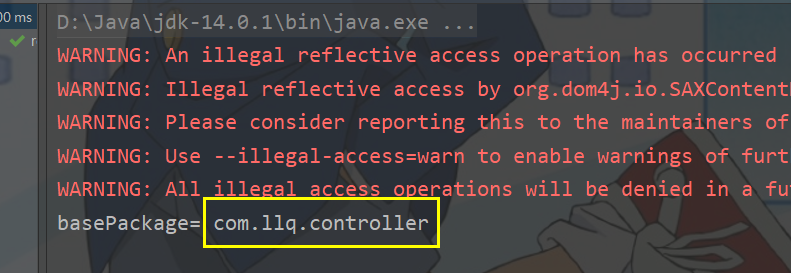 00 ms
D:\Java\jdk-14.0.1\bin\java.exe ...
WARNING: An illegal reflective access operation has occurred
WARNING: Illegal reflective access by org.dom4j.io.SAXContent
WARNING: Please consider reporting this to the maintainers of
WARNING: Use --illegal-access=warn to enable warnings of furt
WARNING: All illegal access operations will be denied in a fu
basePackage= com.llq.controller